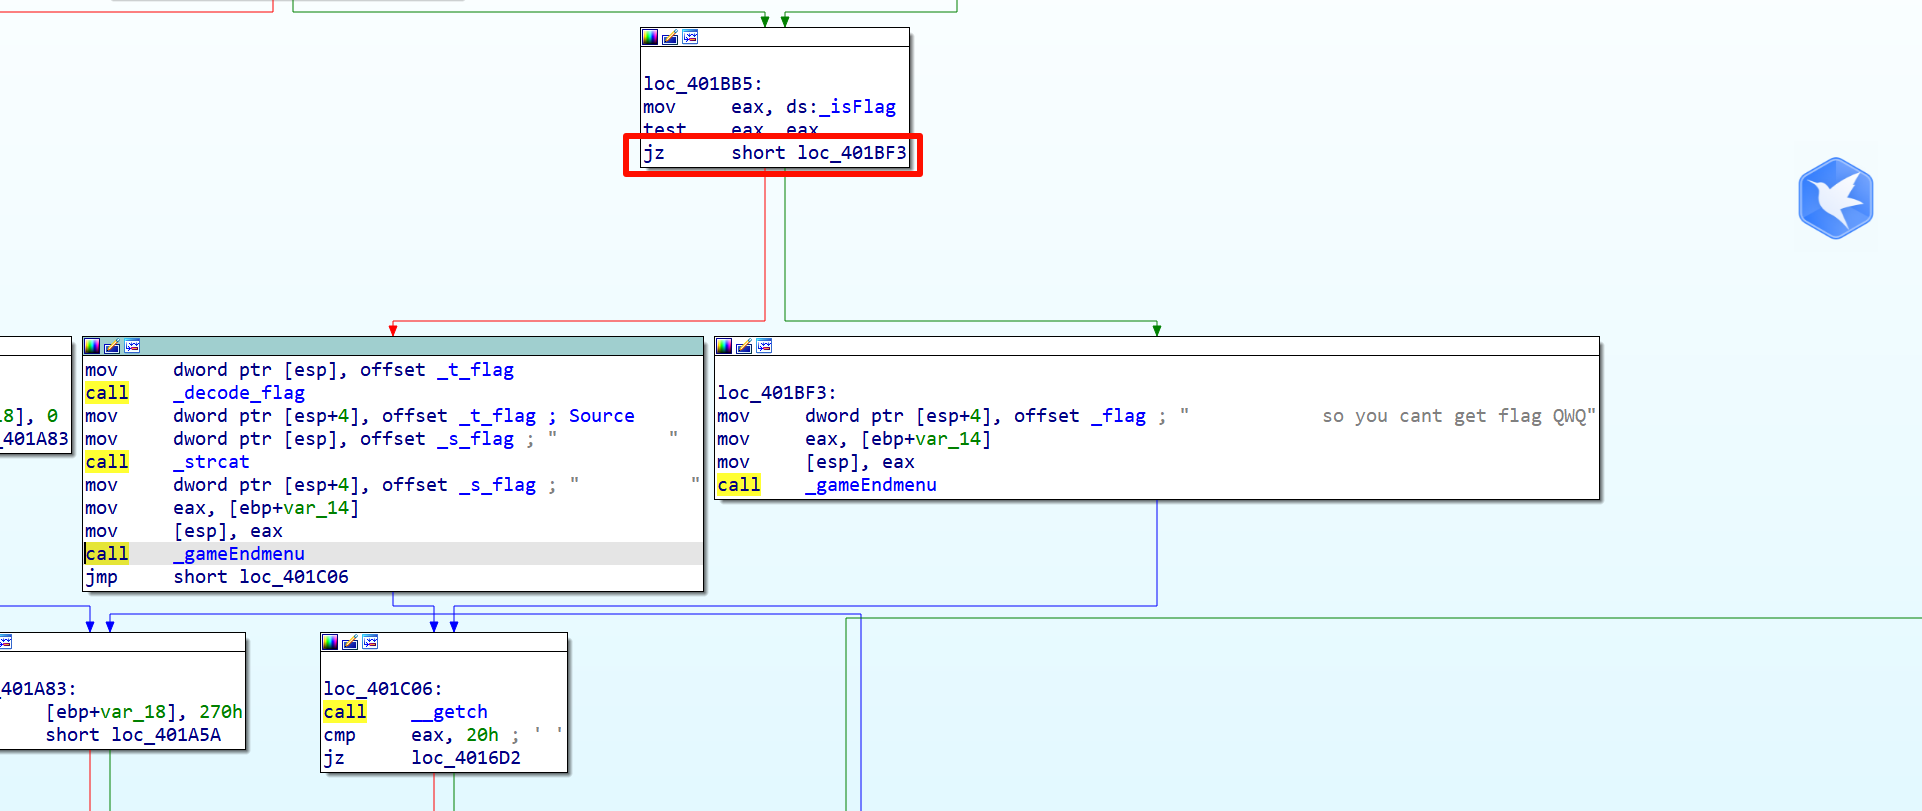 loc_401BB5:
mov eax, ds:_isFlag
test eax, eax
jz short loc_401BF3
18], 0
_401A83
mov dword ptr [esp], offset _t_flag
call _decode_flag
mov dword ptr [esp+4], offset _t_flag ; Source
mov dword ptr [esp], offset _s_flag ; " "
call _strcat
mov dword ptr [esp+4], offset _s_flag ; " "
mov eax, [ebp+var_14]
mov [esp], eax
call _gameEndmenu
jmp short loc_401C06
loc_401BF3:
mov dword ptr [esp+4], offset _flag ; " so you cant get flag QWQ"
mov eax, [ebp+var_14]
mov [esp], eax
call _gameEndmenu
_401A83:
[ebp+var_18], 270h
short loc_401A5A
loc_401C06:
call __getch
cmp eax, 20h ; ' '
jz loc_4016D2